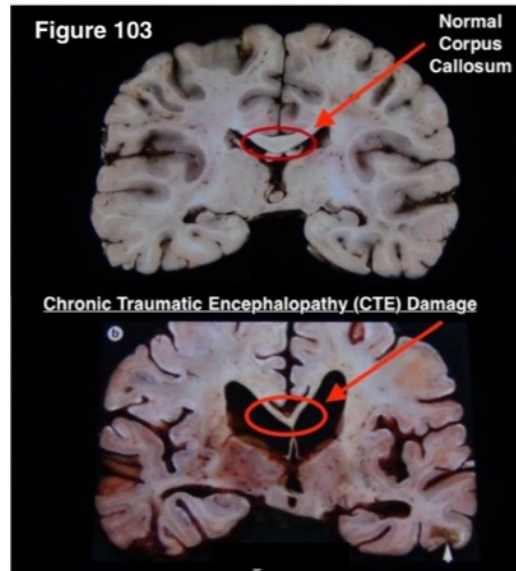 Figure 103
Normal
Corpus
Callosum
Chronic Traumatic Encephalopathy (CTE) Damage
b